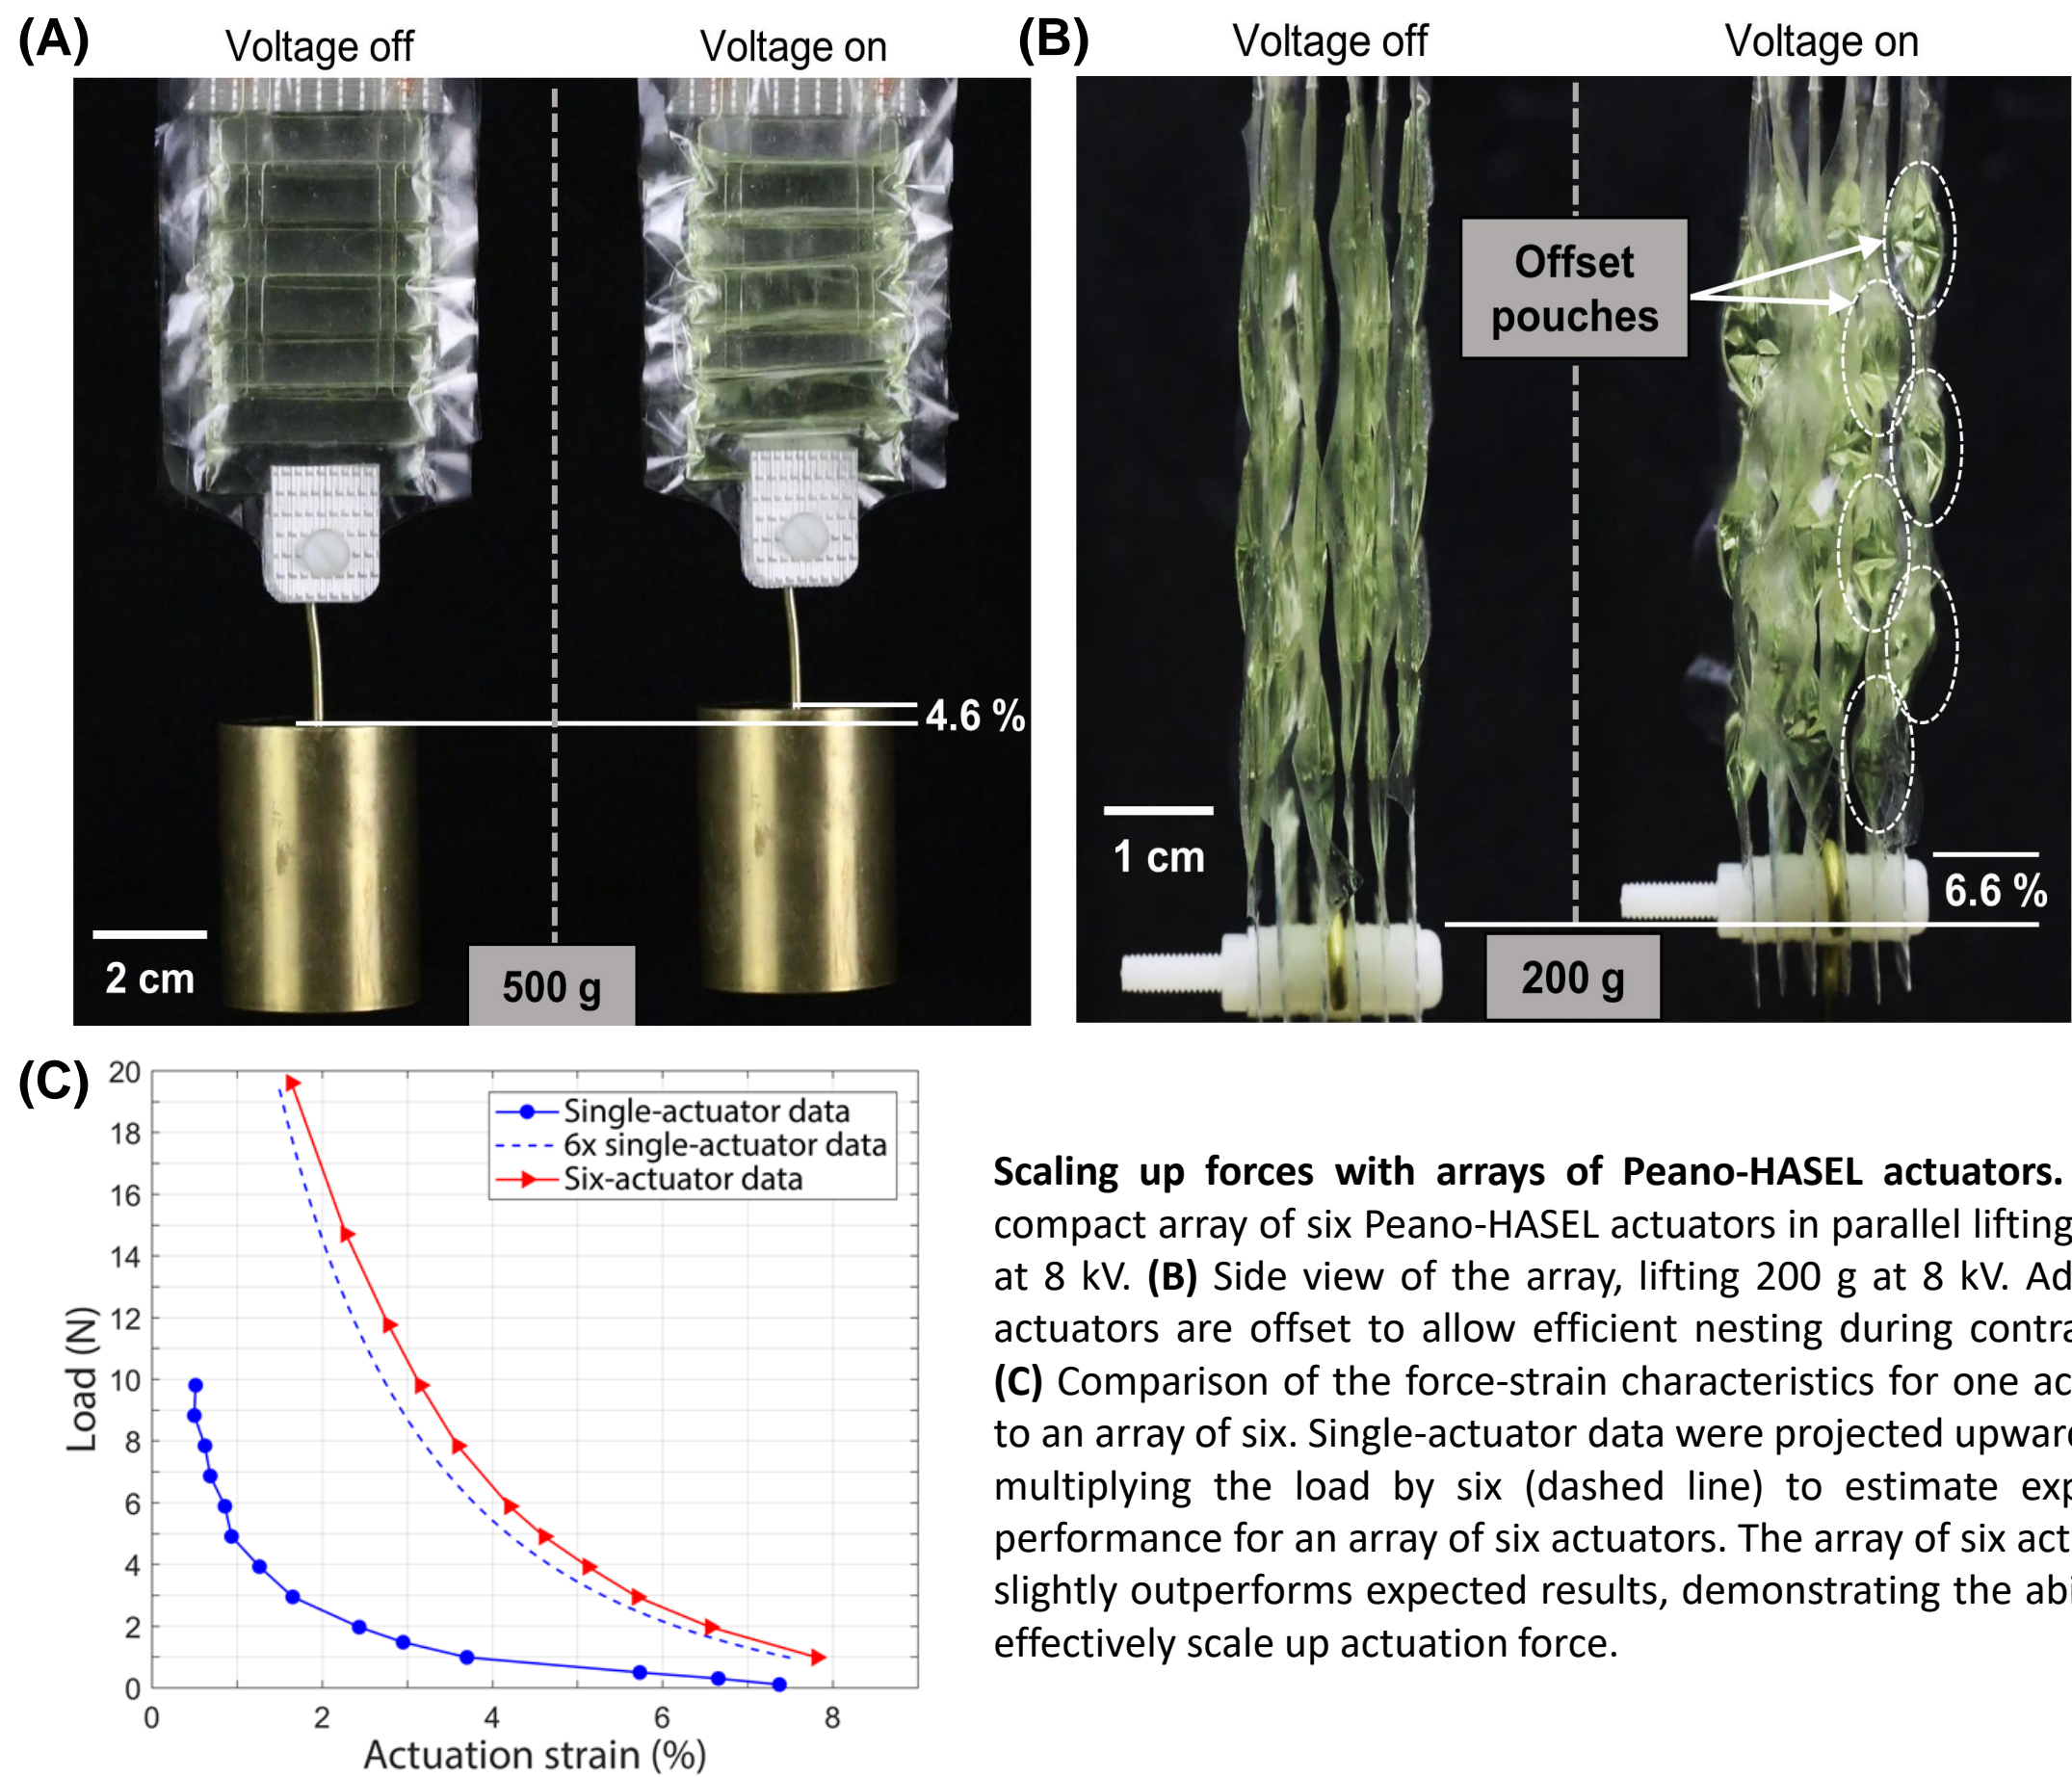 (A)
Voltage off
Voltage on
4.6 %
2 cm
500 g
(B)
Voltage off
Voltage on
Offset
pouches
1 cm
6.6 %
200 g
(C)
20
18
16
14
12
10
8
6
4
2
0
Load (N)
Single-actuator data
6x single-actuator data
Six-actuator data
0
2
4
6
8
Actuation strain (%)
Scaling up forces with arrays of Peano-HASEL actuators.
compact array of six Peano-HASEL actuators in parallel lifting
at 8 kV. (B) Side view of the array, lifting 200 g at 8 kV.
actuators are offset to allow efficient nesting during
(C) Comparison of the force-strain characteristics for one
to an array of six. Single-actuator data were projected
multiplying the load by six (dashed line) to estimate
performance for an array of six actuators. The array of six
slightly outperforms expected results, demonstrating the
effectively scale up actuation force.